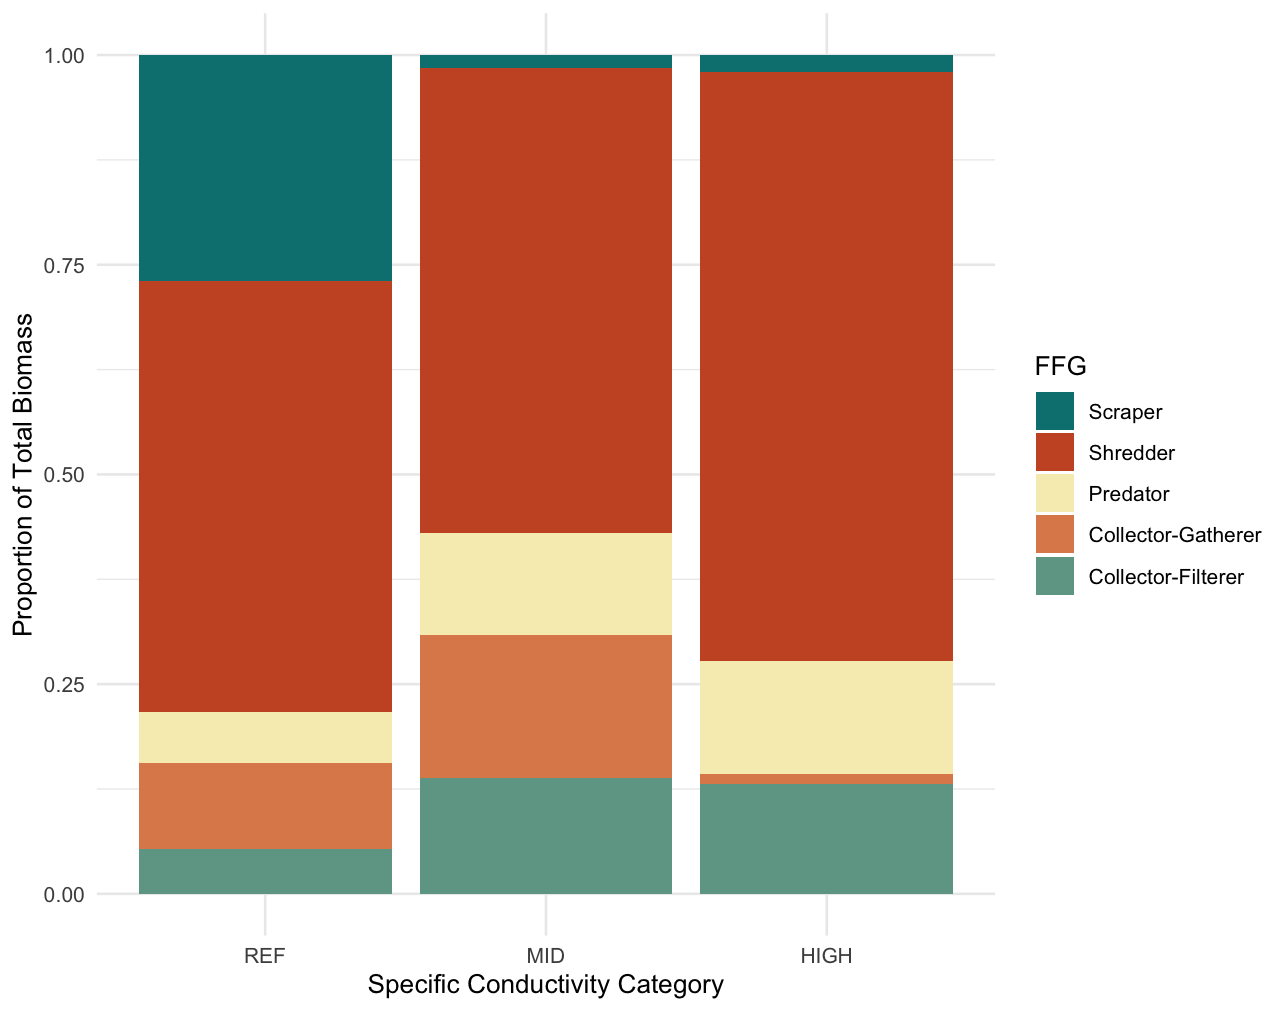 Proportion of Total Biomass
1.00
0.75
0.50
0.25
0.00
REF
MID
HIGH
Specific Conductivity Category
FFG
Scraper
Shredder
Predator
Collector-Gatherer
Collector-Filterer